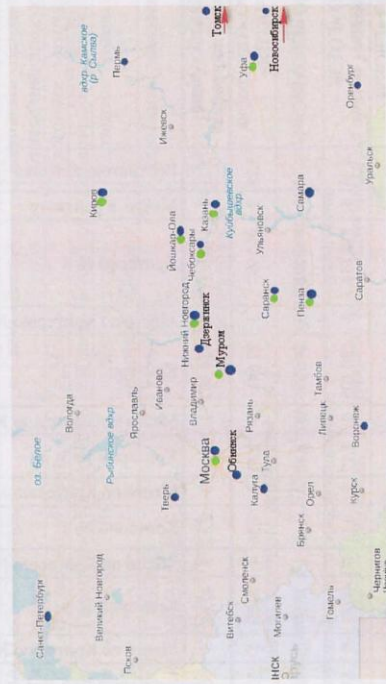 Санкт-Петербург
оз. Белое
Вологда
Великий Новгород
Рыбинское вдхр.
Псков
Ярославль
Киров
вдхр. Камское
(р. Сылва)
Пермь
Тверь
Иваново
Ижевск
Йошкар-Ола
Нижний Новгород
Чебоксары
Дзержинск
Владимир
Москва
Муром
Казань
Томск
Обнинск
Витебск
Смоленск
Калуга
Тула
Рязань
Куйбышевское
вдхр.
Ульяновск
Уфа
Новосибирск
Саранск
Могилев
МІНСК
Брянск
Орел
Липецк
Тамбов
Пенза
Самара
Гомель
Курск
Воронеж
Саратов
Уральск
Оренбург
Чернигов